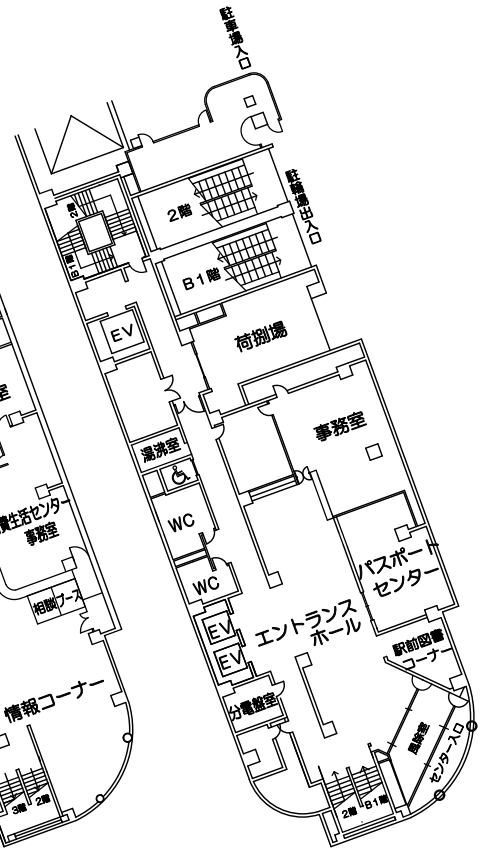 駐車場入口
駐輪場出入口
2階
2階
B1階
B1階
EV
荷捌場
事務室
湯沸室
WC
WC
室
費生活センター
事務室
相談ブース
パスポート
センター
エントランス
ホール
駅前図書
コーナー
EV
EV
分電盤室
情報コーナー
風除室
センター入口
3階
2階
2階
B1階